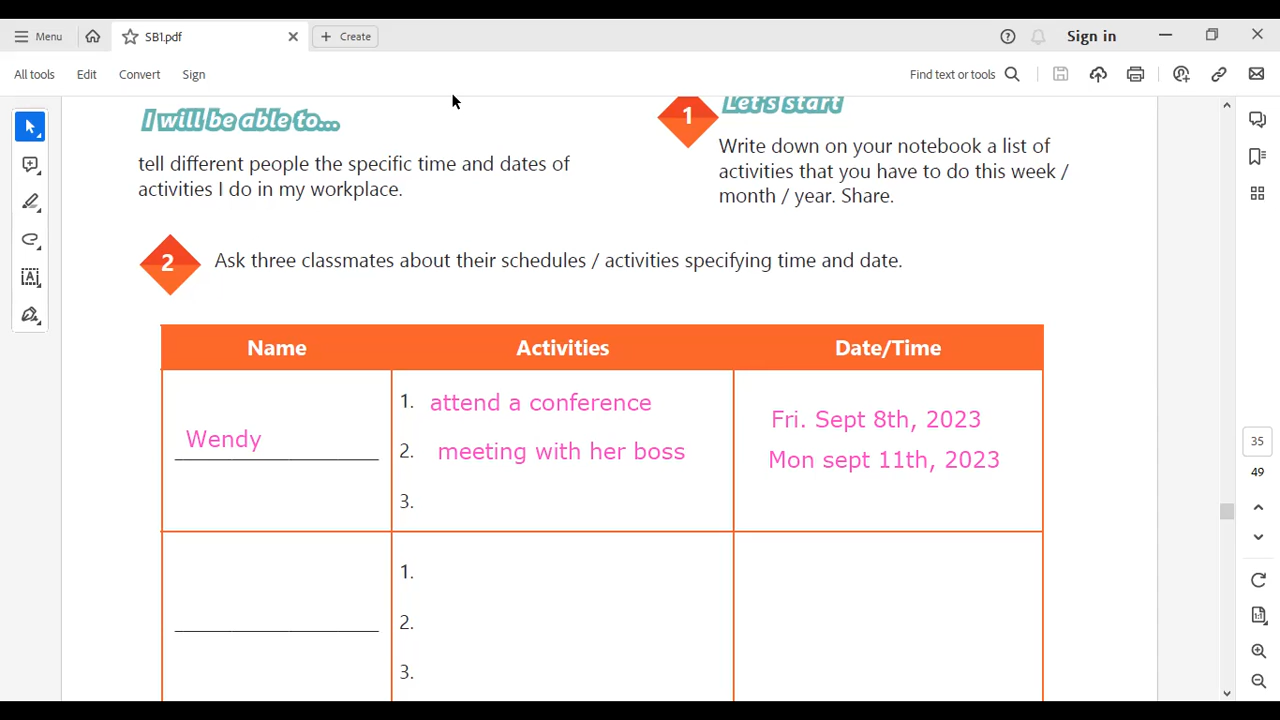 Menu
SB1.pdf
Create
Sign in
All tools
Edit
Convert
Sign
Find text or tools
I will be able to...
tell different people the specific time and dates of
activities I do in my workplace.
1
Let's start
Write down on your notebook a list of
activities that you have to do this week /
month / year. Share.
2
Ask three classmates about their schedules / activities specifying time and date.
Name
Activities
Date/Time
Wendy
1. attend a conference
2. meeting with her boss
3.
Fri. Sept 8th, 2023
Mon sept 11th, 2023
1.
2.
3.
35
49